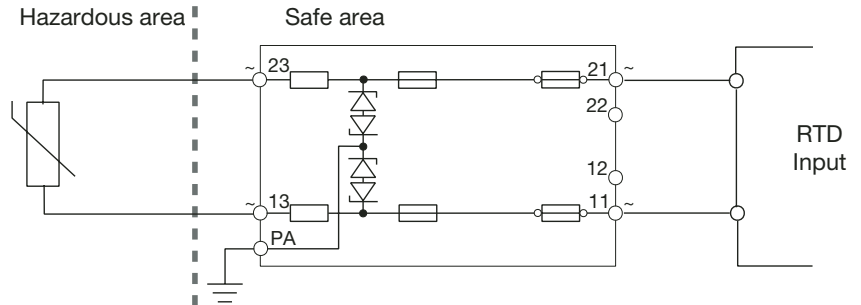 Hazardous area
Safe area
~ 23
21 ~
22
RTD
Input
12
~ 13
11 ~
PA